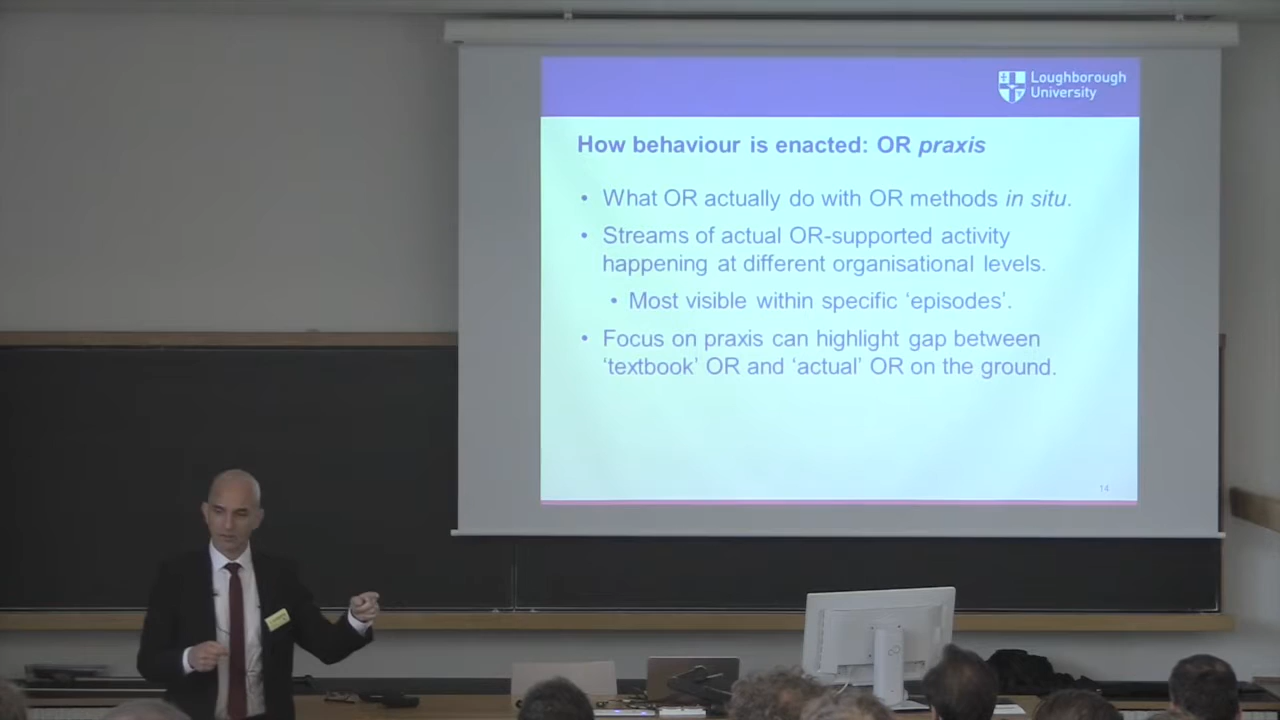 Loughborough
University
How behaviour is enacted: OR praxis
• What OR actually do with OR methods in situ.
• Streams of actual OR-supported activity
happening at different organisational levels.
• Most visible within specific ‘episodes’.
• Focus on praxis can highlight gap between
‘textbook’ OR and ‘actual’ OR on the ground.
14